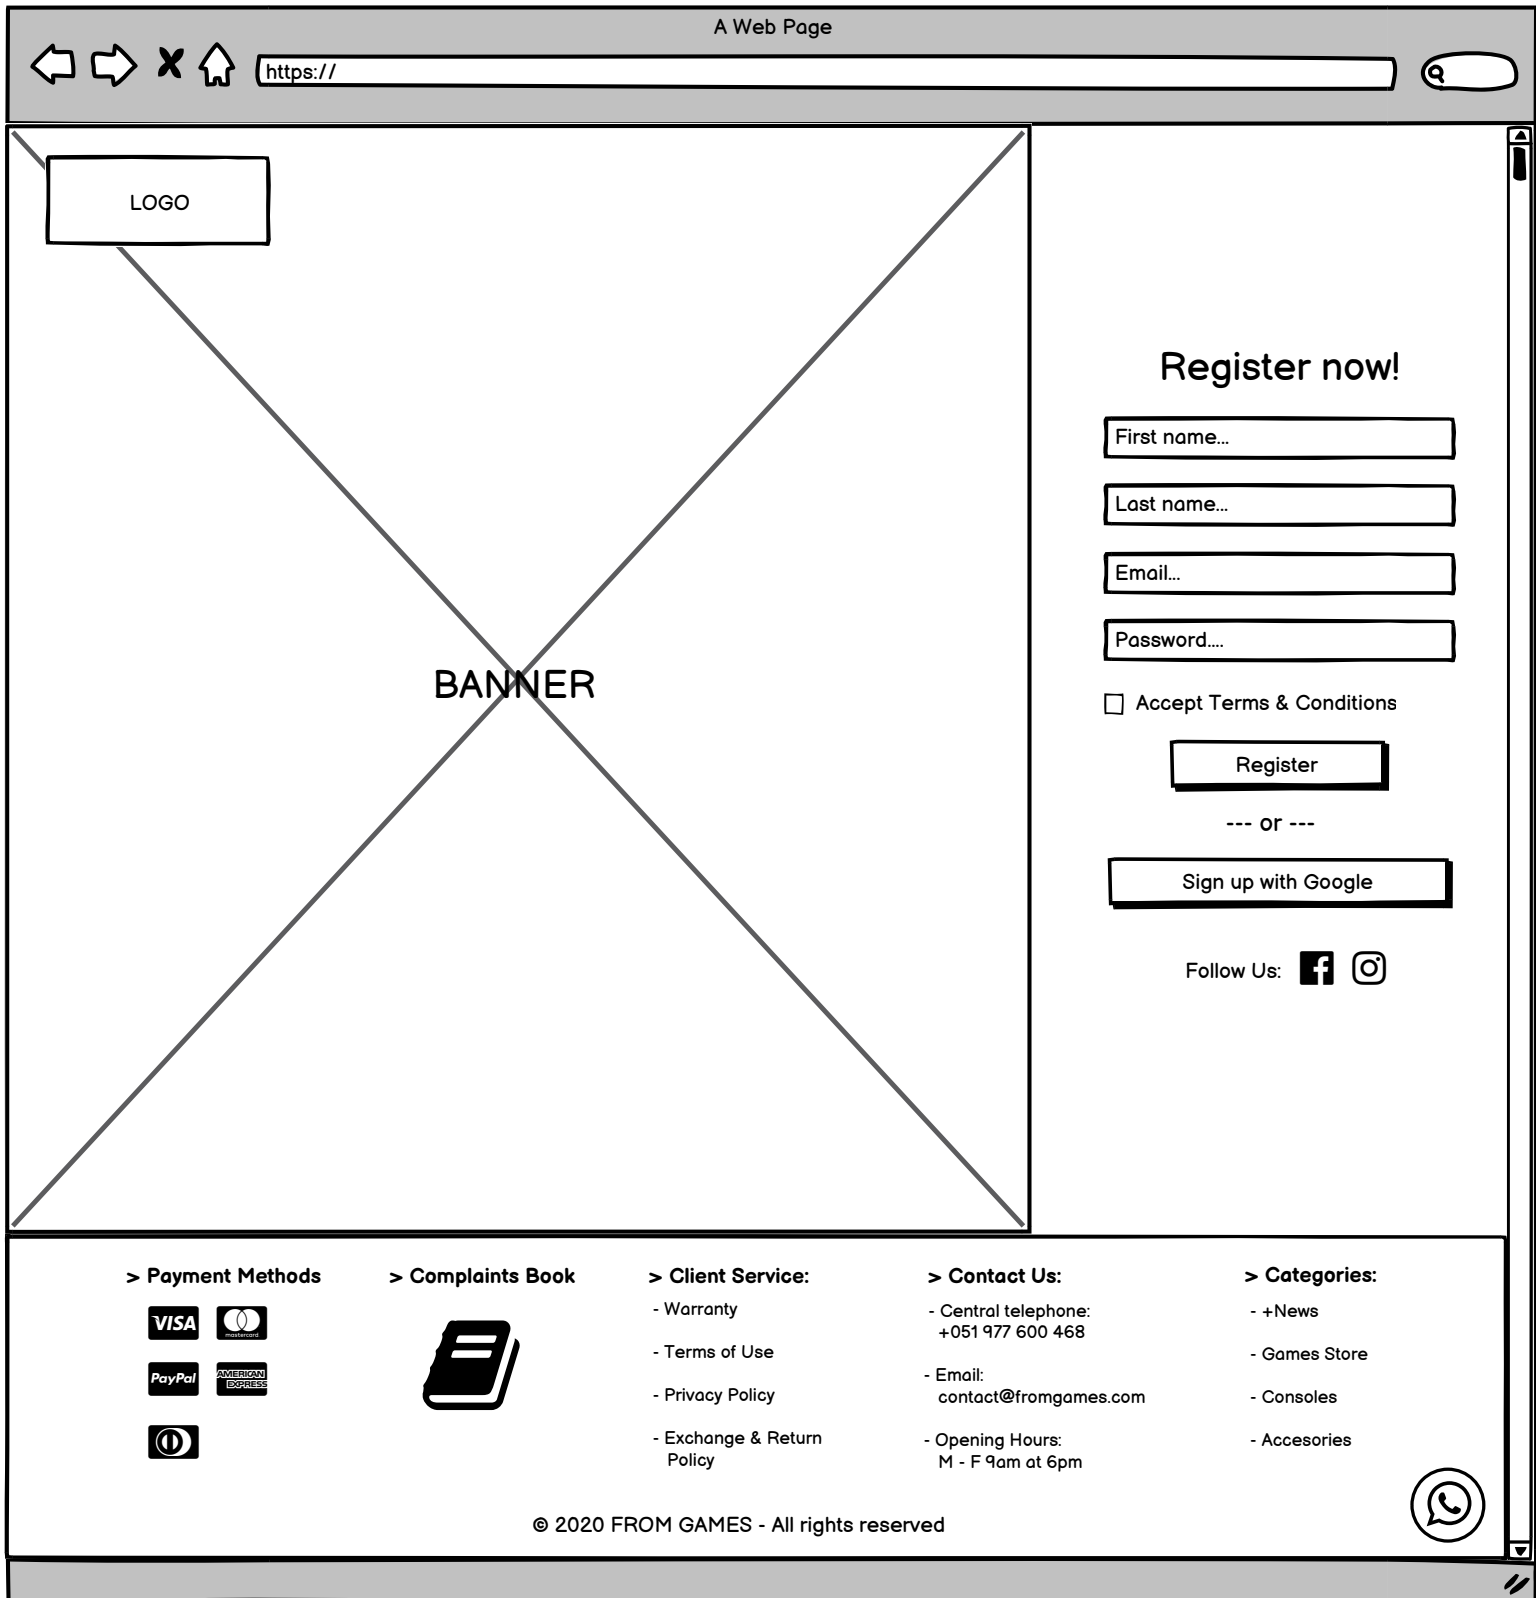 A Web Page
https://
LOGO
BANNER
Register now!
First name...
Last name...
Email...
Password....
Accept Terms & Conditions
Register
--- or ---
Sign up with Google
Follow Us:
> Payment Methods
VISA
mastercard
PayPal
AMERICAN
EXPRESS
> Complaints Book
> Client Service:
- Warranty
- Terms of Use
- Privacy Policy
- Exchange & Return
Policy
> Contact Us:
- Central telephone:
+051 977 600 468
- Email:
contact@fromgames.com
- Opening Hours:
M - F 9am at 6pm
> Categories:
- +News
- Games Store
- Consoles
- Accesories
© 2020 FROM GAMES - All rights reserved